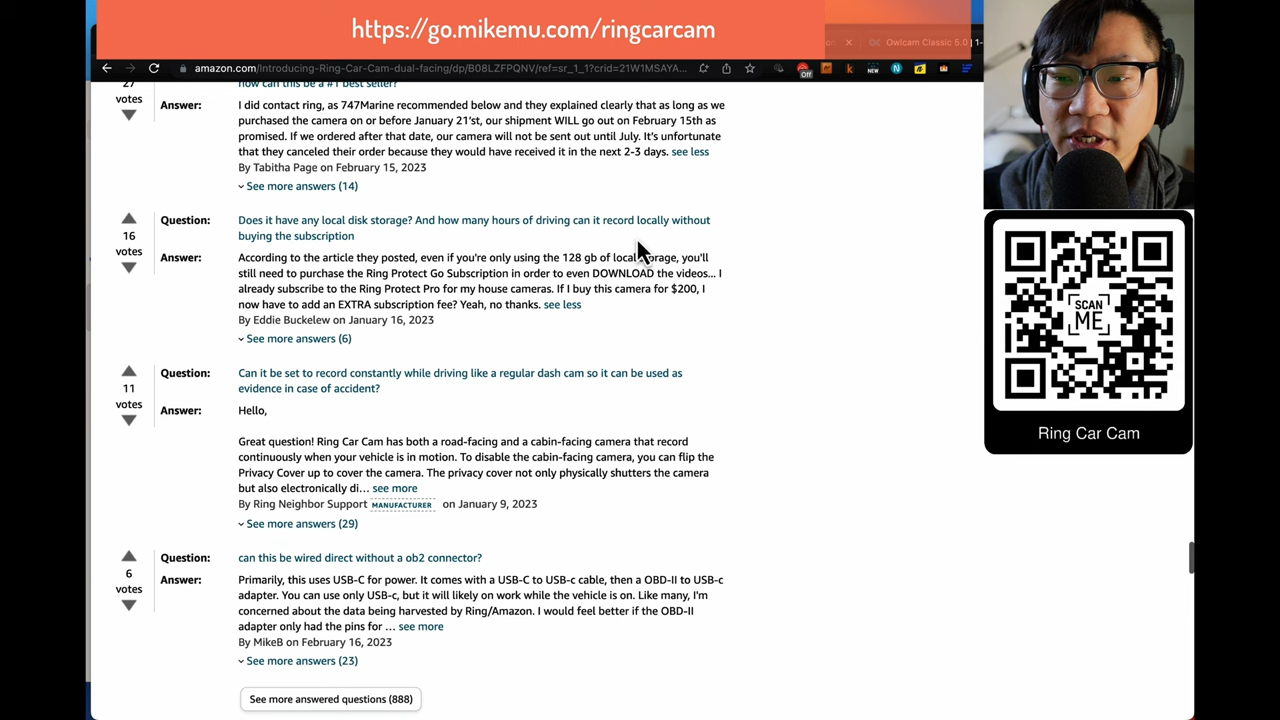 https://go.mikemu.com/ringcarcam
Owlcam Classic 5.0 | 1-
amazon.com/Introducing-Ring-Car-Cam-dual-facing/dp/B08LZFPQNV/ref=sr_1_1?crid=21W1MSAYA...
Off
NEW
27
votes
how can this be a #1 best seller?
Answer:
I did contact ring, as 747Marine recommended below and they explained clearly that as long as we
purchased the camera on or before January 21'st, our shipment WILL go out on February 15th as
promised. If we ordered after that date, our camera will not be sent out until July. It's unfortunate
that they canceled their order because they would have received it in the next 2-3 days. see less
By Tabitha Page on February 15, 2023
See more answers (14)
16
votes
Question:
Does it have any local disk storage? And how many hours of driving can it record locally without
buying the subscription
Answer:
According to the article they posted, even if you're only using the 128 gb of local storage, you'll
still need to purchase the Ring Protect Go Subscription in order to even DOWNLOAD the videos... I
already subscribe to the Ring Protect Pro for my house cameras. If I buy this camera for $200, I
now have to add an EXTRA subscription fee? Yeah, no thanks. see less
By Eddie Buckelew on January 16, 2023
See more answers (6)
11
votes
Question:
Can it be set to record constantly while driving like a regular dash cam so it can be used as
evidence in case of accident?
Answer:
Hello,
Great question! Ring Car Cam has both a road-facing and a cabin-facing camera that record
continuously when your vehicle is in motion. To disable the cabin-facing camera, you can flip the
Privacy Cover up to cover the camera. The privacy cover not only physically shutters the camera
but also electronically di... see more
By Ring Neighbor Support MANUFACTURER on January 9, 2023
See more answers (29)
6
votes
Question:
can this be wired direct without a ob2 connector?
Answer:
Primarily, this uses USB-C for power. It comes with a USB-C to USB-c cable, then a OBD-II to USB-c
adapter. You can use only USB-c, but it will likely on work while the vehicle is on. Like many, I'm
concerned about the data being harvested by Ring/Amazon. I would feel better if the OBD-II
adapter only had the pins for ... see more
By MikeB on February 16, 2023
See more answers (23)
See more answered questions (888)
SCAN
ME
Ring Car Cam